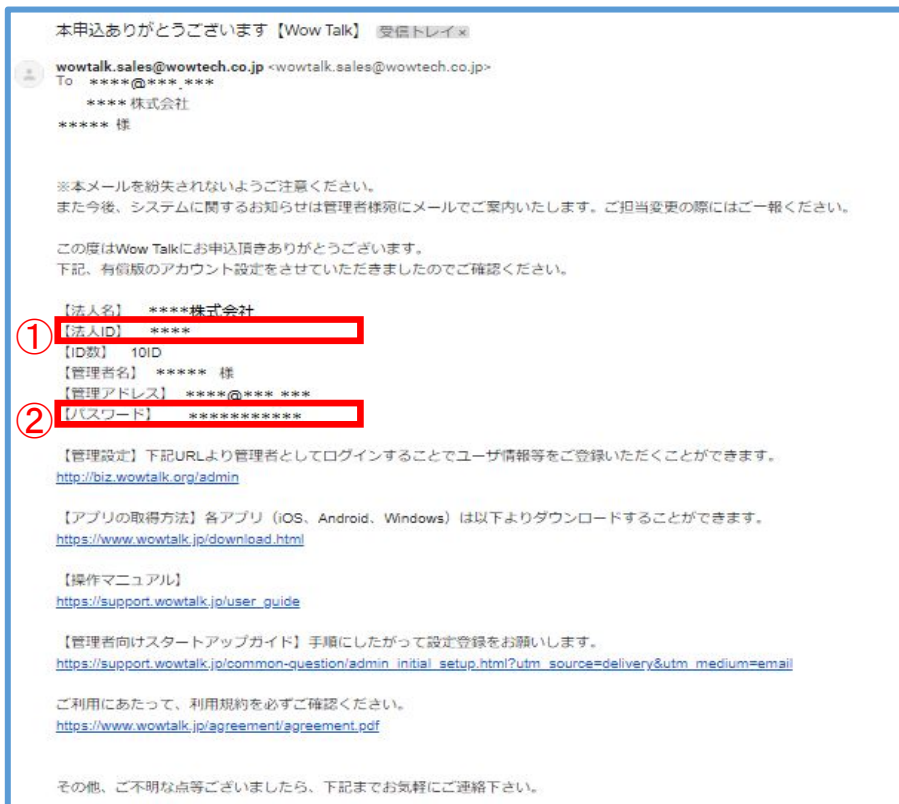 本申込ありがとうございます【Wow Talk】 受信トレイ ×
wowtalk.sales@wowtech.co.jp <wowtalk.sales@wowtech.co.jp>
To ****@***.***
**** 株式会社
***** 様
※本メールを紛失されないようご注意ください。
また今後、システムに関するお知らせは管理者様宛にメールでご案内いたします。ご担当変更の際にはご一報ください。
この度はWow Talkにお申込頂きありがとうございます。
下記、有償版のアカウント設定をさせていただきましたのでご確認ください。
【法人名】 ****株式会社
① 【法人ID】 ****
【ID数】 10ID
【管理者名】 ***** 様
【管理アドレス】 ****@*** ***
② 【パスワード】 ***********
【管理設定】下記URLより管理者としてログインすることでユーザ情報等をご登録いただくことができます。
http://biz.wowtalk.org/admin
【アプリの取得方法】各アプリ（iOS、Android、Windows）は以下よりダウンロードすることができます。
https://www.wowtalk.jp/download.html
【操作マニュアル】
https://support.wowtalk.jp/user_guide
【管理者向けスタートアップガイド】手順にしたがって設定登録をお願いします。
https://support.wowtalk.jp/common-question/admin_initial_setup.html?utm_source=delivery&utm_medium=email
ご利用にあたって、利用規約を必ずご確認ください。
https://www.wowtalk.jp/agreement/agreement.pdf
その他、ご不明な点等ございましたら、下記までお気軽にご連絡下さい。